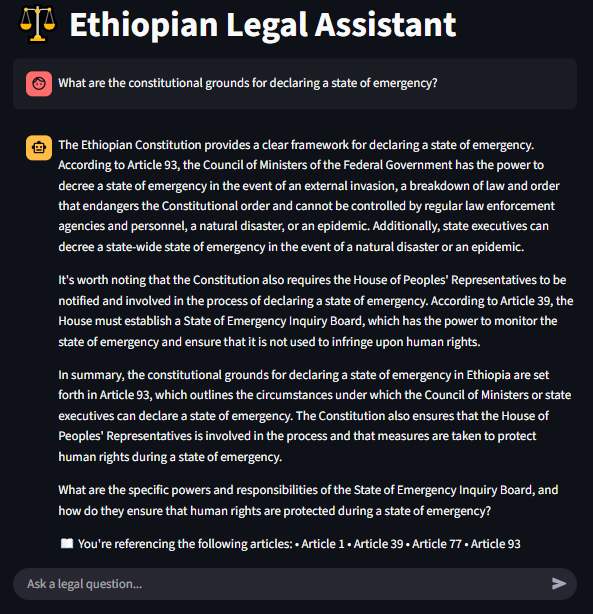 Ethiopian Legal Assistant
What are the constitutional grounds for declaring a state of emergency?
The Ethiopian Constitution provides a clear framework for declaring a state of emergency.
According to Article 93, the Council of Ministers of the Federal Government has the power to
decree a state of emergency in the event of an external invasion, a breakdown of law and order
that endangers the Constitutional order and cannot be controlled by regular law enforcement
agencies and personnel, a natural disaster, or an epidemic. Additionally, state executives can
decree a state-wide state of emergency in the event of a natural disaster or an epidemic.
It's worth noting that the Constitution also requires the House of Peoples' Representatives to be
notified and involved in the process of declaring a state of emergency. According to Article 39, the
House must establish a State of Emergency Inquiry Board, which has the power to monitor the
state of emergency and ensure that it is not used to infringe upon human rights.
In summary, the constitutional grounds for declaring a state of emergency in Ethiopia are set
forth in Article 93, which outlines the circumstances under which the Council of Ministers or state
executives can declare a state of emergency. The Constitution also ensures that the House of
Peoples' Representatives is involved in the process and that measures are taken to protect
human rights during a state of emergency.
What are the specific powers and responsibilities of the State of Emergency Inquiry Board, and
how do they ensure that human rights are protected during a state of emergency?
📖 You're referencing the following articles: • Article 1 • Article 39 • Article 77 • Article 93
Ask a legal question...